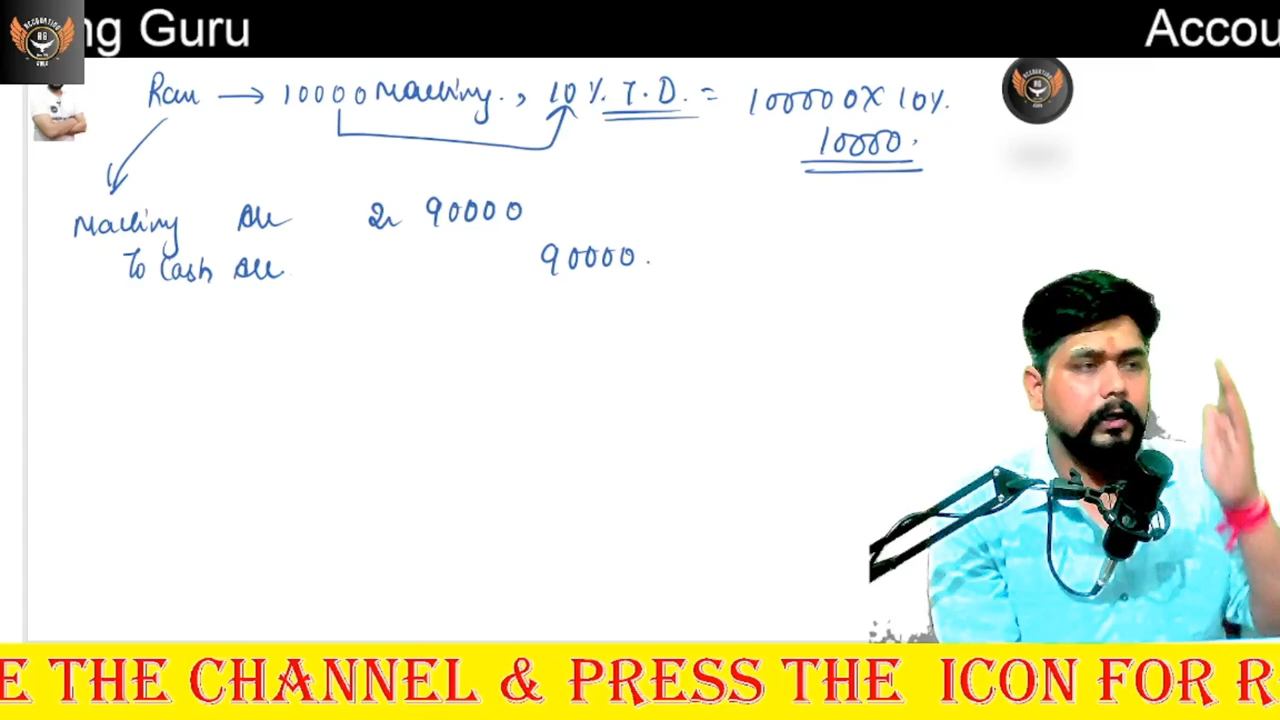 ng Guru
Accou
Ram → 10000 Machinery. , 10 %. T.D. = 100000 X 10%.
10000.
Machinery A/c Dr 90000
To Cash A/c 90000.
E THE CHANNEL & PRESS THE ICON FOR R